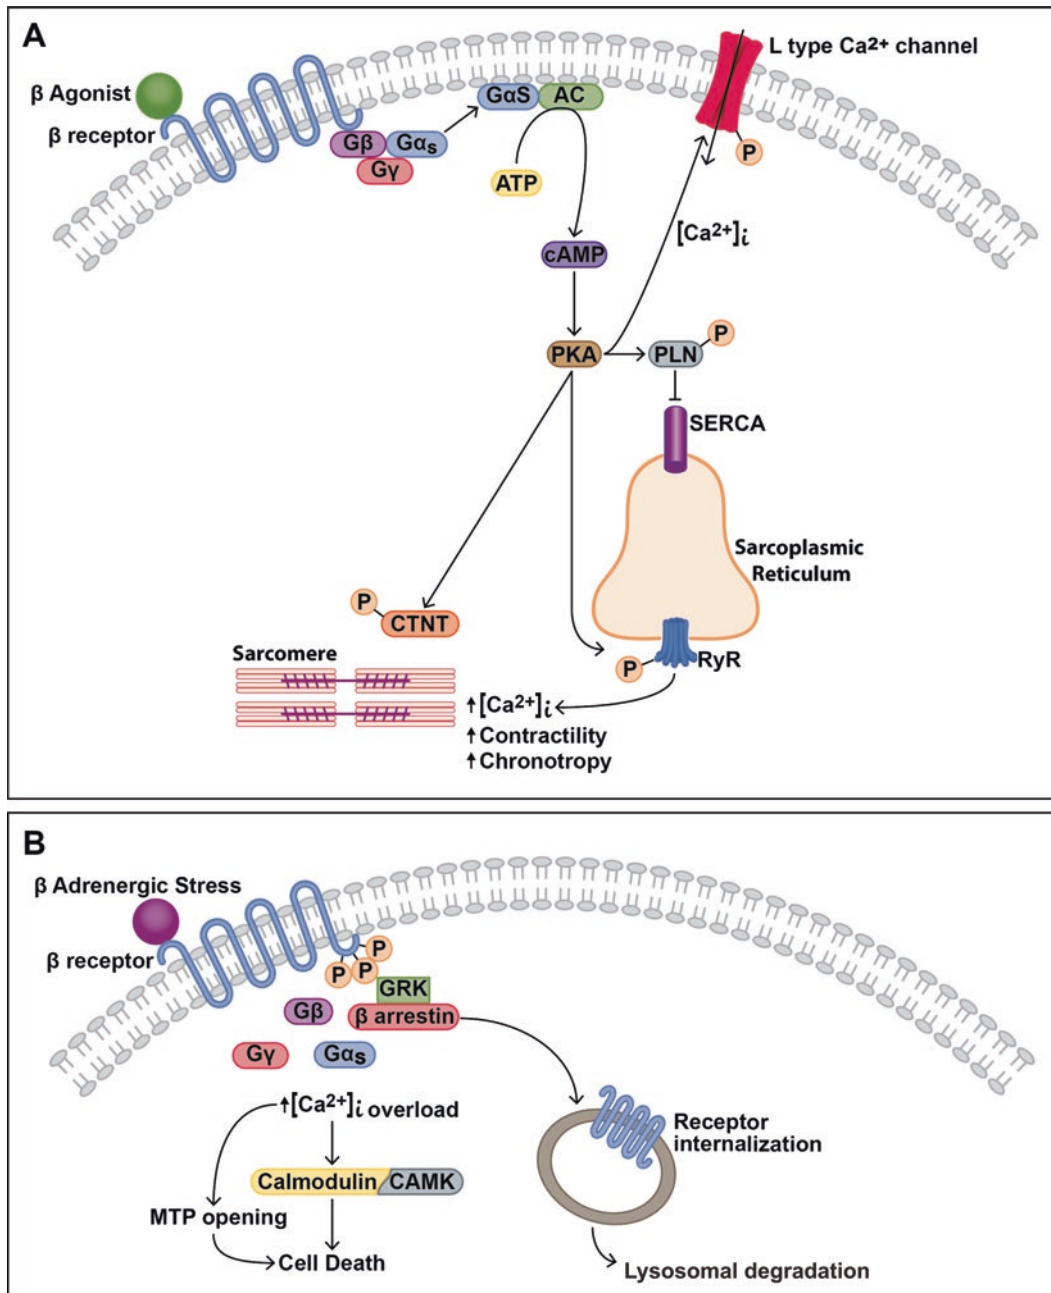 A
L type Ca2+ channel
β Agonist
β receptor
GαS
AC
Gβ
Gαs
Gγ
ATP
P
[Ca2+]i
cAMP
P
PKA
PLN
SERCA
Sarcoplasmic
Reticulum
P
CTNT
Sarcomere
P
RyR
↑[Ca2+]i
↑Contractility
↑Chronotropy
B
β Adrenergic Stress
β receptor
P
P
P
GRK
Gβ
β arrestin
Gγ
Gαs
↑[Ca2+]i overload
Receptor
internalization
Calmodulin
CAMK
MTP opening
Cell Death
Lysosomal degradation